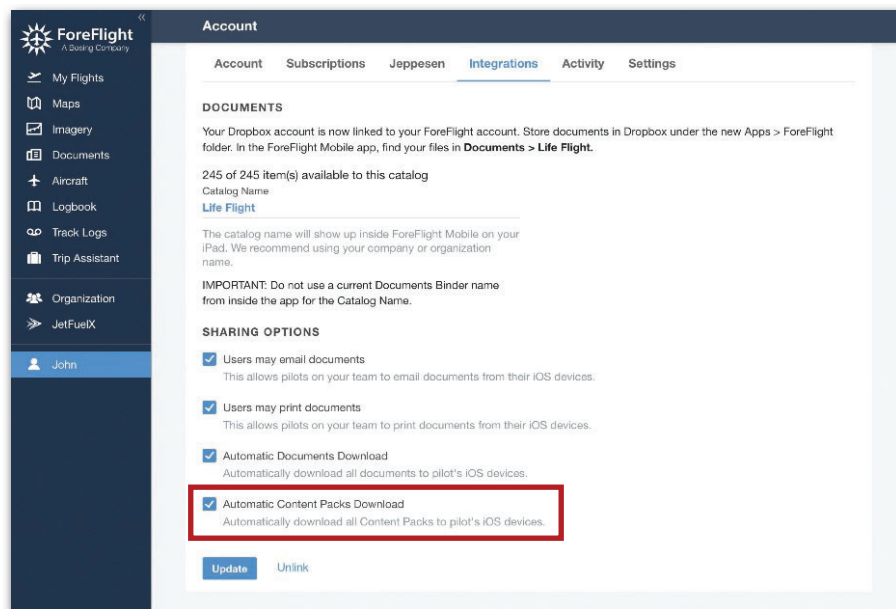 ForeFlight
A Boeing Company
My Flights
Maps
Imagery
Documents
Aircraft
Logbook
Track Logs
Trip Assistant
Organization
JetFuelX
John
Account
Account Subscriptions Jeppesen Integrations Activity Settings
DOCUMENTS
Your Dropbox account is now linked to your ForeFlight account. Store documents in Dropbox under the new Apps > ForeFlight
folder. In the ForeFlight Mobile app, find your files in Documents > Life Flight.
245 of 245 item(s) available to this catalog
Catalog Name
Life Flight
The catalog name will show up inside ForeFlight Mobile on your
iPad. We recommend using your company or organization
name.
IMPORTANT: Do not use a current Documents Binder name
from inside the app for the Catalog Name.
SHARING OPTIONS
Users may email documents
This allows pilots on your team to email documents from their iOS devices.
Users may print documents
This allows pilots on your team to print documents from their iOS devices.
Automatic Documents Download
Automatically download all documents to pilot's iOS devices.
Automatic Content Packs Download
Automatically download all Content Packs to pilot's iOS devices.
Update Unlink